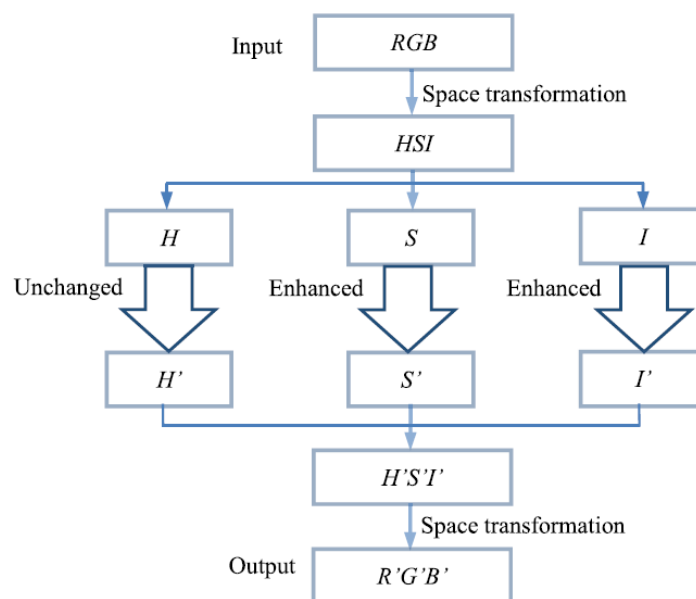 Input
RGB
Space transformation
HSI
H
S
I
Unchanged
Enhanced
Enhanced
H’
S’
I’
H’S’I’
Space transformation
Output
R’G’B’